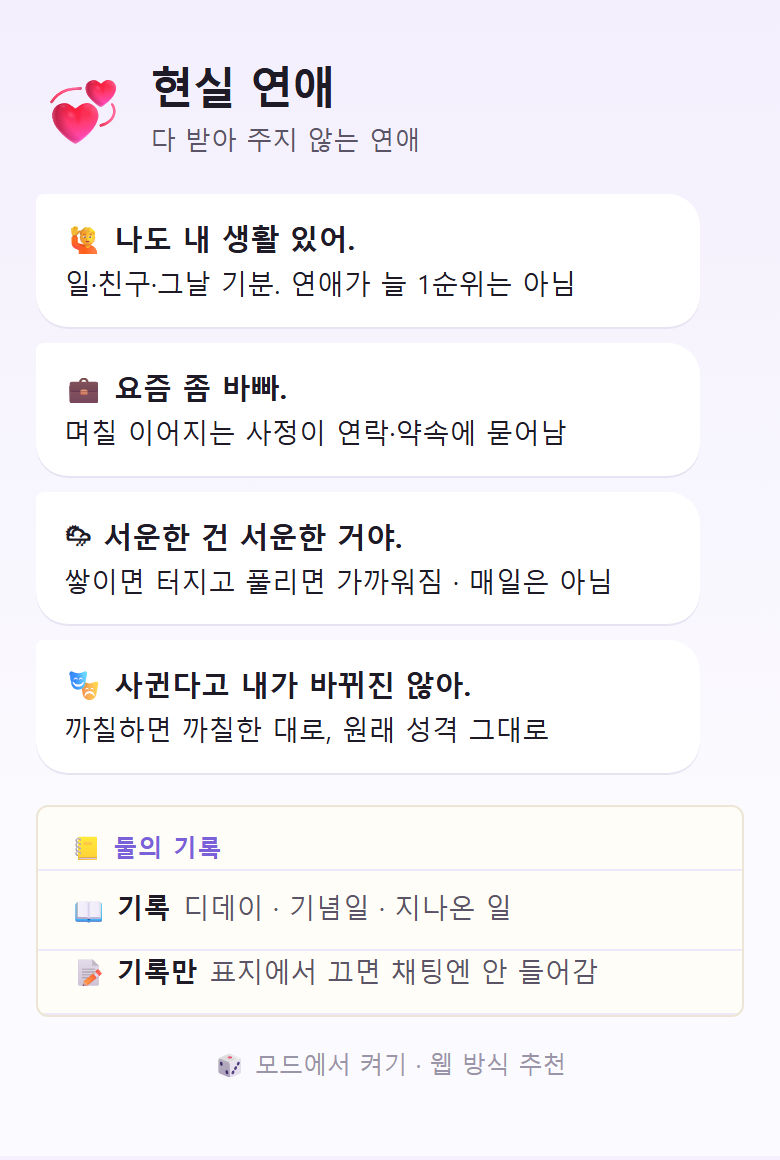 현실 연애
다 받아 주지 않는 연애
🙋 나도 내 생활 있어.
일·친구·그날 기분. 연애가 늘 1순위는 아님
💼 요즘 좀 바빠.
며칠 이어지는 사정이 연락·약속에 묻어남
🌦 서운한 건 서운한 거야.
쌓이면 터지고 풀리면 가까워짐 · 매일은 아님
🎭 사귄다고 내가 바뀌진 않아.
까칠하면 까칠한 대로, 원래 성격 그대로
📒 둘의 기록
📖 기록 디데이 · 기념일 · 지나온 일
📝 기록만 표지에서 끄면 채팅엔 안 들어감
🎲 모드에서 켜기 · 웹 방식 추천